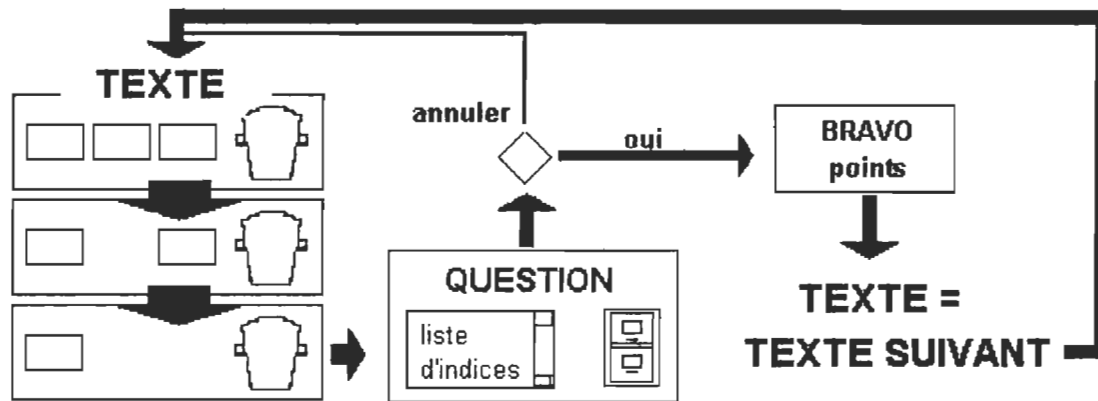 TEXTE
annuler
oui
BRAVO
points
QUESTION
liste
d'indices
TEXTE =
TEXTE SUIVANT